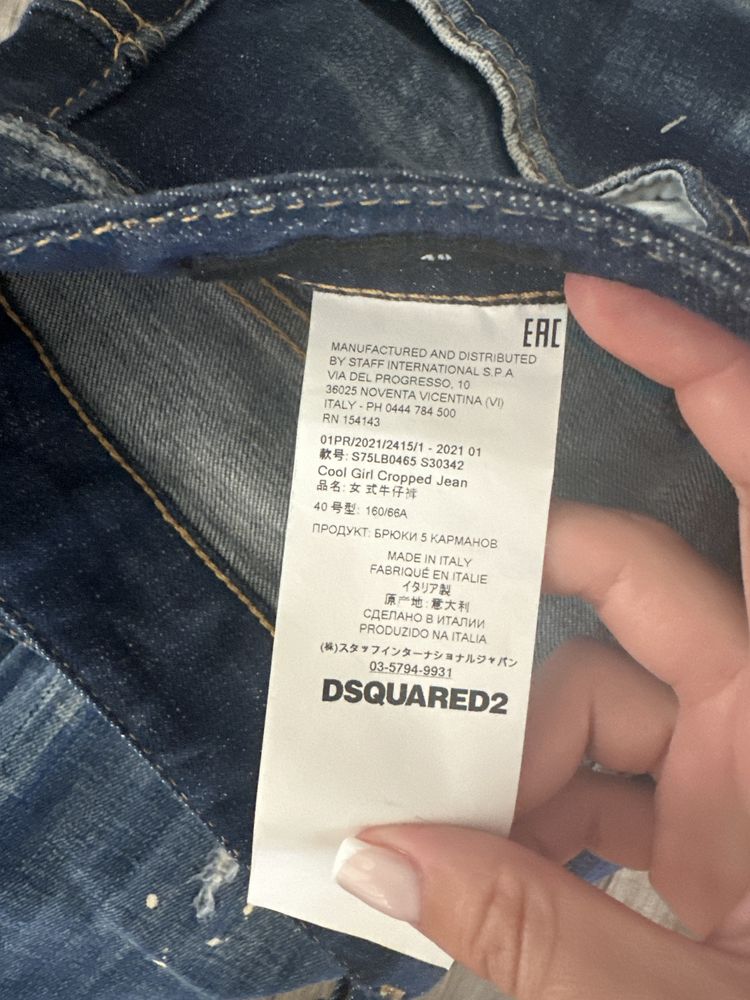 EAC
MANUFACTURED AND DISTRIBUTED
BY STAFF INTERNATIONAL S.P.A
VIA DEL PROGRESSO, 10
36025 NOVENTA VICENTINA (VI)
ITALY - PH 0444 784 500
RN 154143
01PR/2021/2415/1 - 2021 01
款号: S75LB0465 S30342
Cool Girl Cropped Jean
品名: 女 式牛仔裤
40 号型: 160/66A
ПРОДУКТ: БРЮКИ 5 КАРМАНОВ
MADE IN ITALY
FABRIQUÉ EN ITALIE
イタリア製
原产地: 意大利
СДЕЛАНО В ИТАЛИИ
PRODUZIDO NA ITALIA
(株)スタッフインターナショナルジャパン
03-5794-9931
DSQUARED2